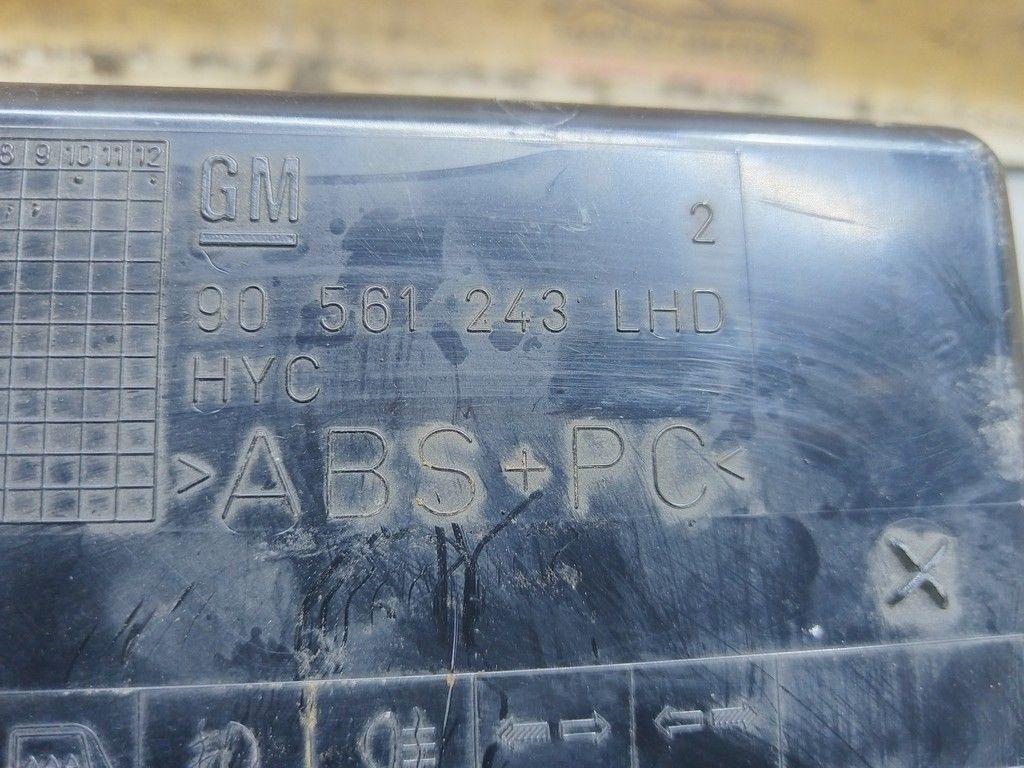 8 9 10 11 12
GM
2
90 561 243 LHD
HYC
>ABS+PC<
X